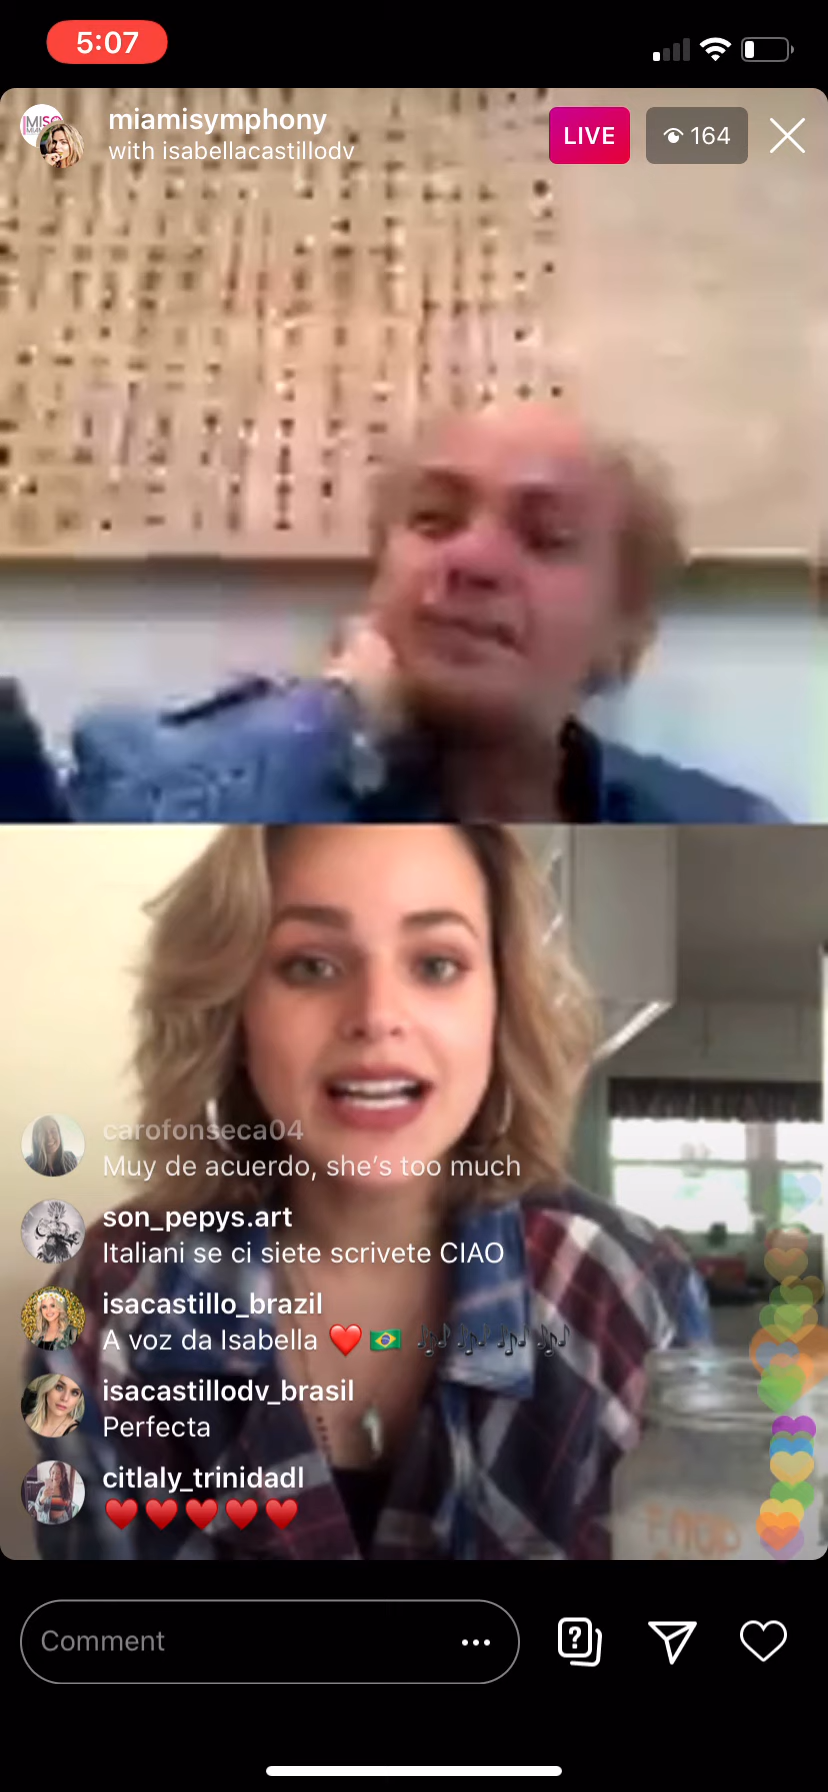 5:07
miamisymphony
with isabellacastillodv
LIVE
164
carofonseca04
Muy de acuerdo, she's too much
son_pepys.art
Italiani se ci siete scrivete CIAO
isacastillo_brazil
A voz da Isabella ❤️🇧🇷 🎶🎶🎶🎶
isacastillodv_brasil
Perfecta
citlaly_trinidadl
❤️❤️❤️❤️❤️
Comment